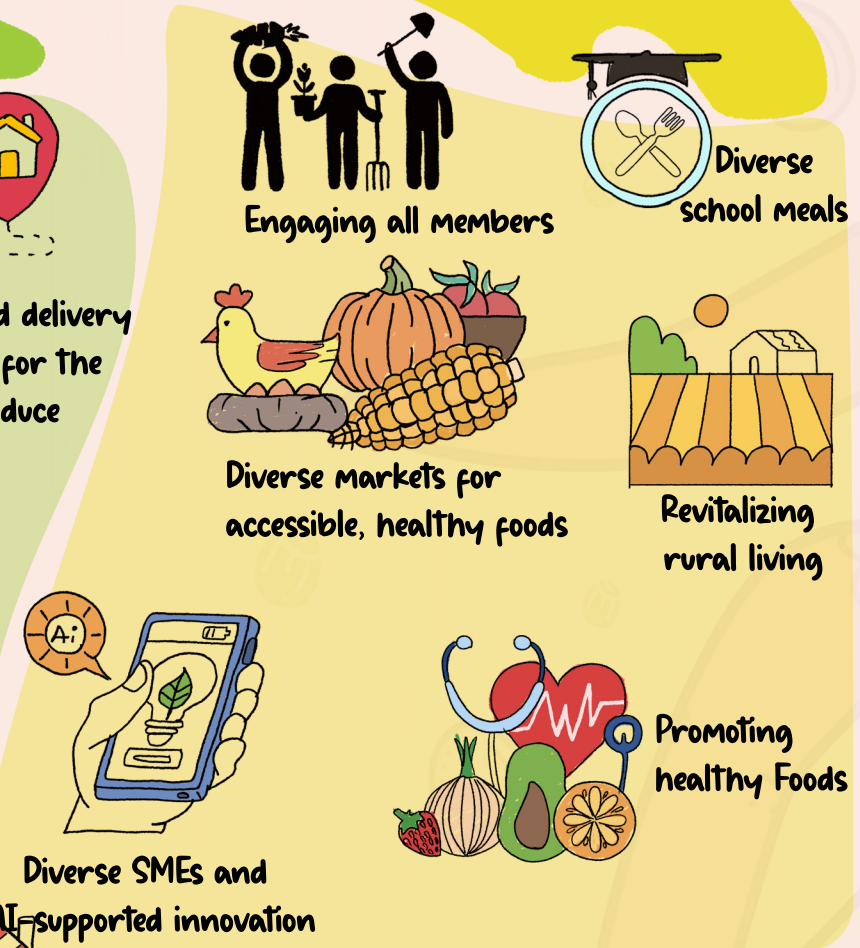 Engaging all members
Diverse
school meals
delivery
for the
Diverse markets for
accessible, healthy foods
Revitalizing
rural living
Ai
Promoting
healthy Foods
Diverse SMEs and
AI-supported innovation